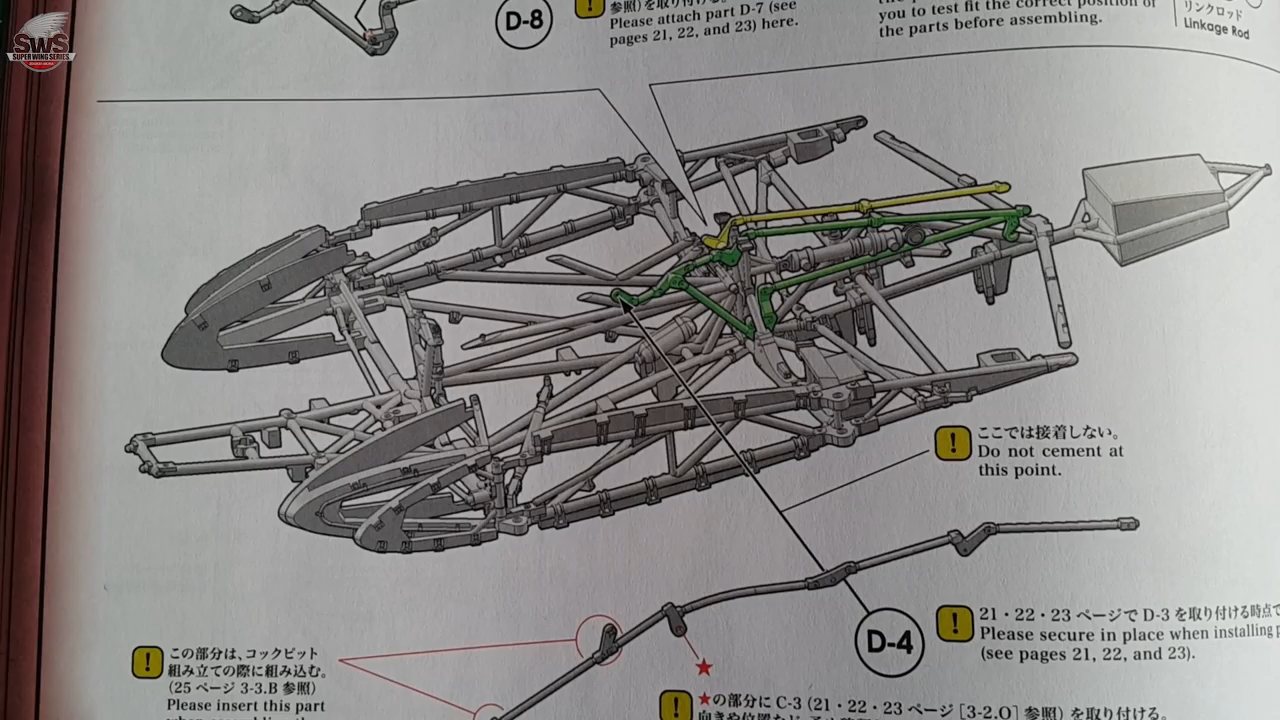 SWS
SUPER WING SERIES
D-8
!
参照）を取り付ける。
Please attach part D-7 (see
pages 21, 22, and 23) here.
you to test fit the correct position of
the parts before assembling.
リンクロッド
Linkage Rod
!
ここでは接着しない。
Do not cement at
this point.
D-4
!
21・22・23 ページで D-3 を取り付ける時点で
Please secure in place when installing
(see pages 21, 22, and 23).
!
この部分は、コックピット
組み立ての際に組み込む。
（25 ページ 3-3.B 参照）
Please insert this part
★
!
★の部分に C-3（21・22・23 ページ［3-2.O］参照）を取り付ける。